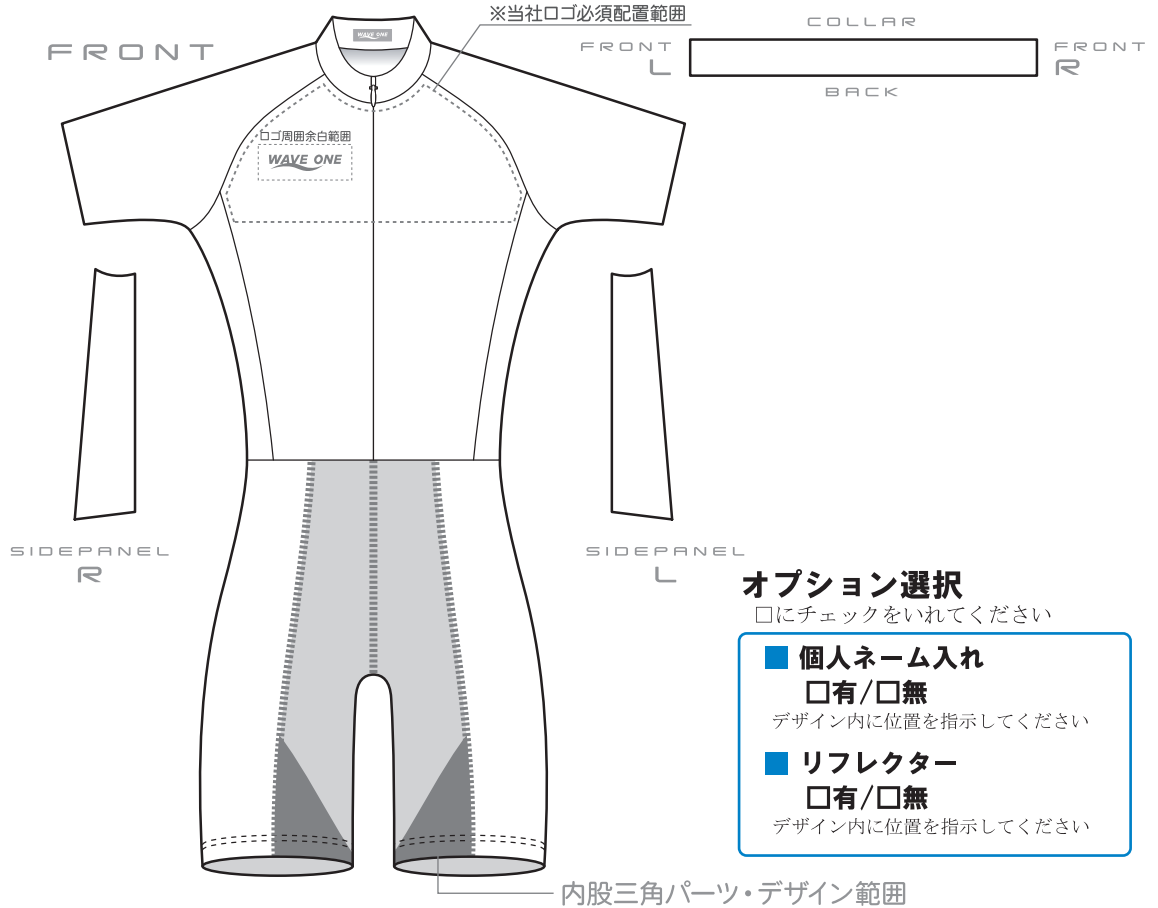 ※当社ロゴ必須配置範囲
COLLAR
FRONT
WAVE ONE
FRONT
L
FRONT
R
BACK
ロゴ周囲余白範囲
WAVE ONE
SIDEPANEL
R
SIDEPANEL
L
オプション選択
□にチェックをいれてください
■ 個人ネーム入れ
□有/□無
デザイン内に位置を指示してください
■ リフレクター
□有/□無
デザイン内に位置を指示してください
内股三角パーツ・デザイン範囲